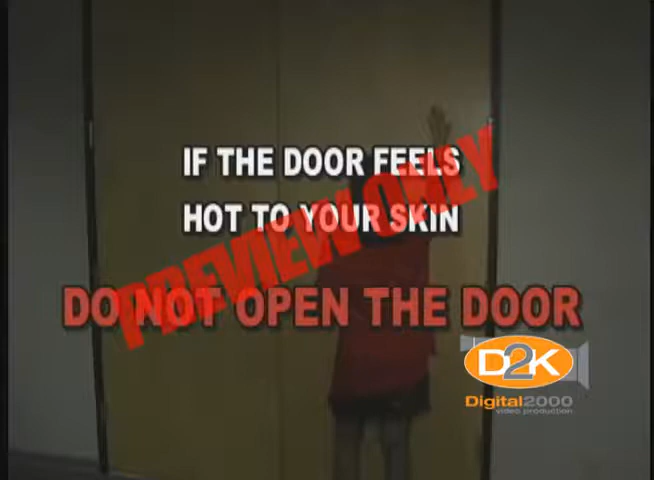 IF THE DOOR FEELS
HOT TO YOUR SKIN
PREVIEW ONLY
DO NOT OPEN THE DOOR
D2K
Digital2000
video production